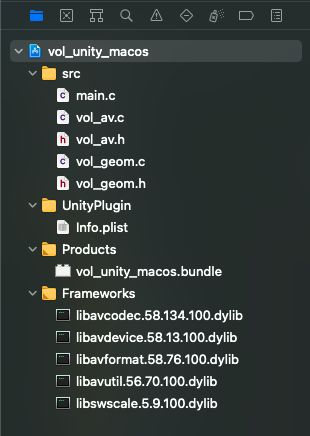 vol_unity_macos
src
main.c
vol_av.c
vol_av.h
vol_geom.c
vol_geom.h
UnityPlugin
Info.plist
Products
vol_unity_macos.bundle
Frameworks
libavcodec.58.134.100.dylib
libavdevice.58.13.100.dylib
libavformat.58.76.100.dylib
libavutil.56.70.100.dylib
libswscale.5.9.100.dylib